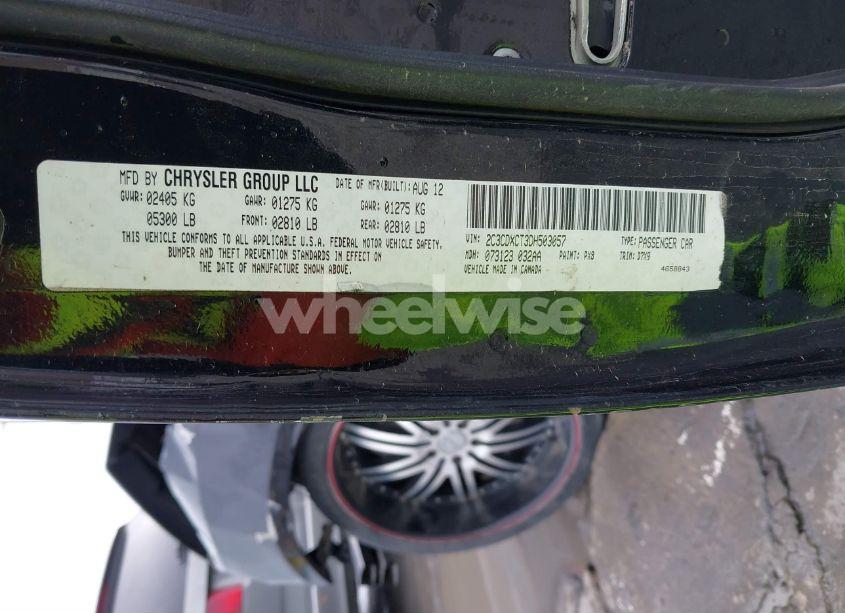 MFD BY CHRYSLER GROUP LLC DATE OF MFR(BUILT):AUG 12
GVWR: 02405 KG GAWR: 01275 KG GAWR: 01275 KG
05300 LB FRONT: 02810 LB REAR: 02810 LB
THIS VEHICLE CONFORMS TO ALL APPLICABLE U.S.A. FEDERAL MOTOR VEHICLE SAFETY,
BUMPER AND THEFT PREVENTION STANDARDS IN EFFECT ON
THE DATE OF MANUFACTURE SHOWN ABOVE.
VIN: 2C3CDXCT3DH503057 TYPE: PASSENGER CAR
MDH: 073123 032AA PAINT: PX8 TRIM: D7X9
VEHICLE MADE IN CANADA 4658843
wheelwise